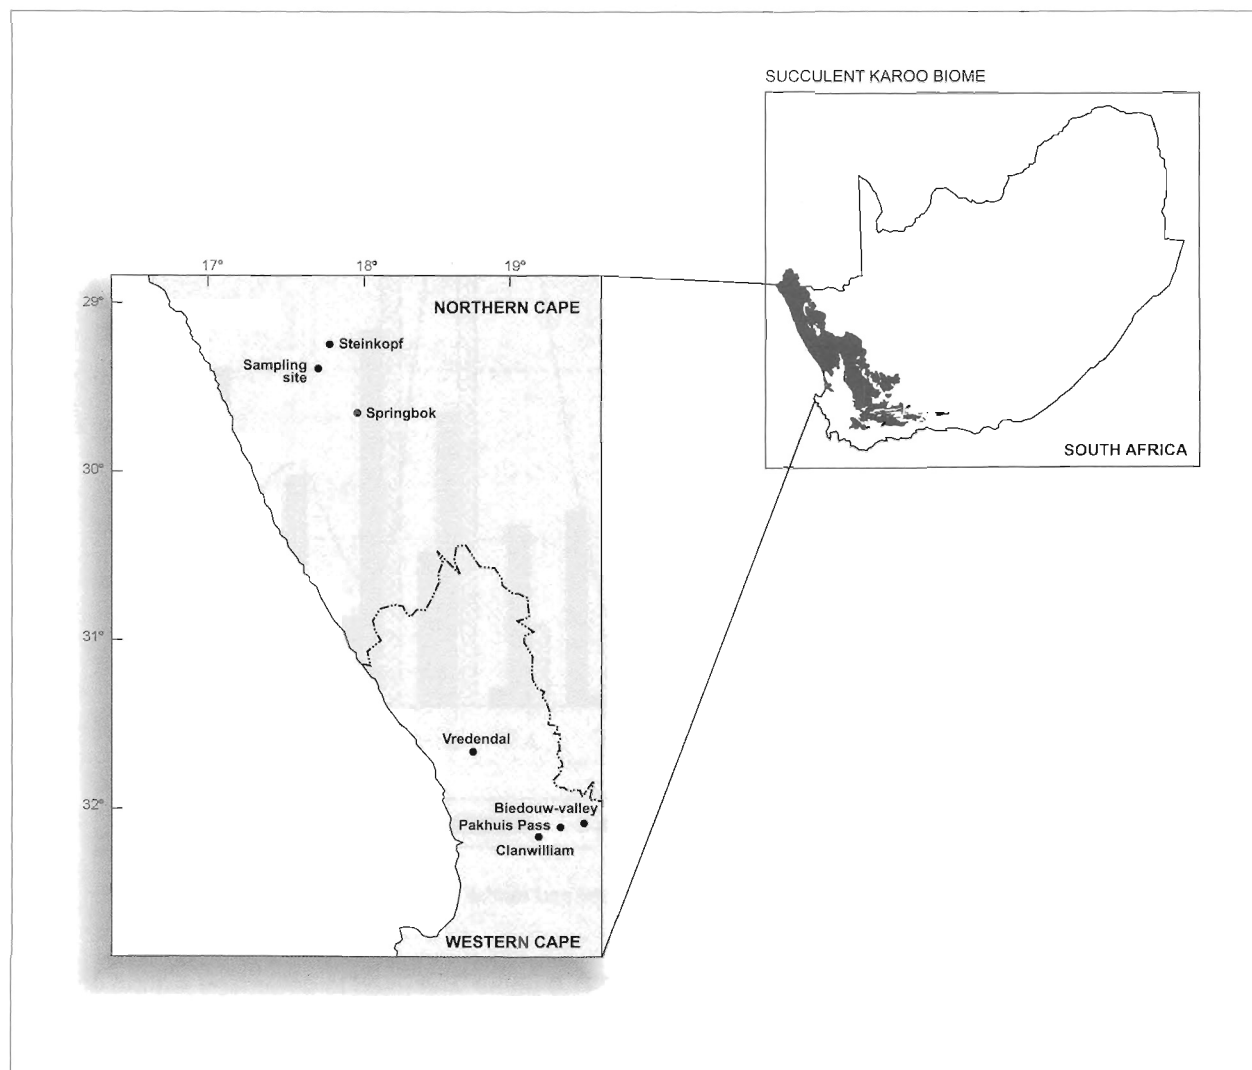 SUCCULENT KAROO BIOME
SOUTH AFRICA
17°
18°
19°
29°
30°
31°
32°
NORTHERN CAPE
Steinkopf
Sampling
site
Springbok
Vredendal
Biedouw-valley
Pakhuis Pass
Clanwilliam
WESTERN CAPE